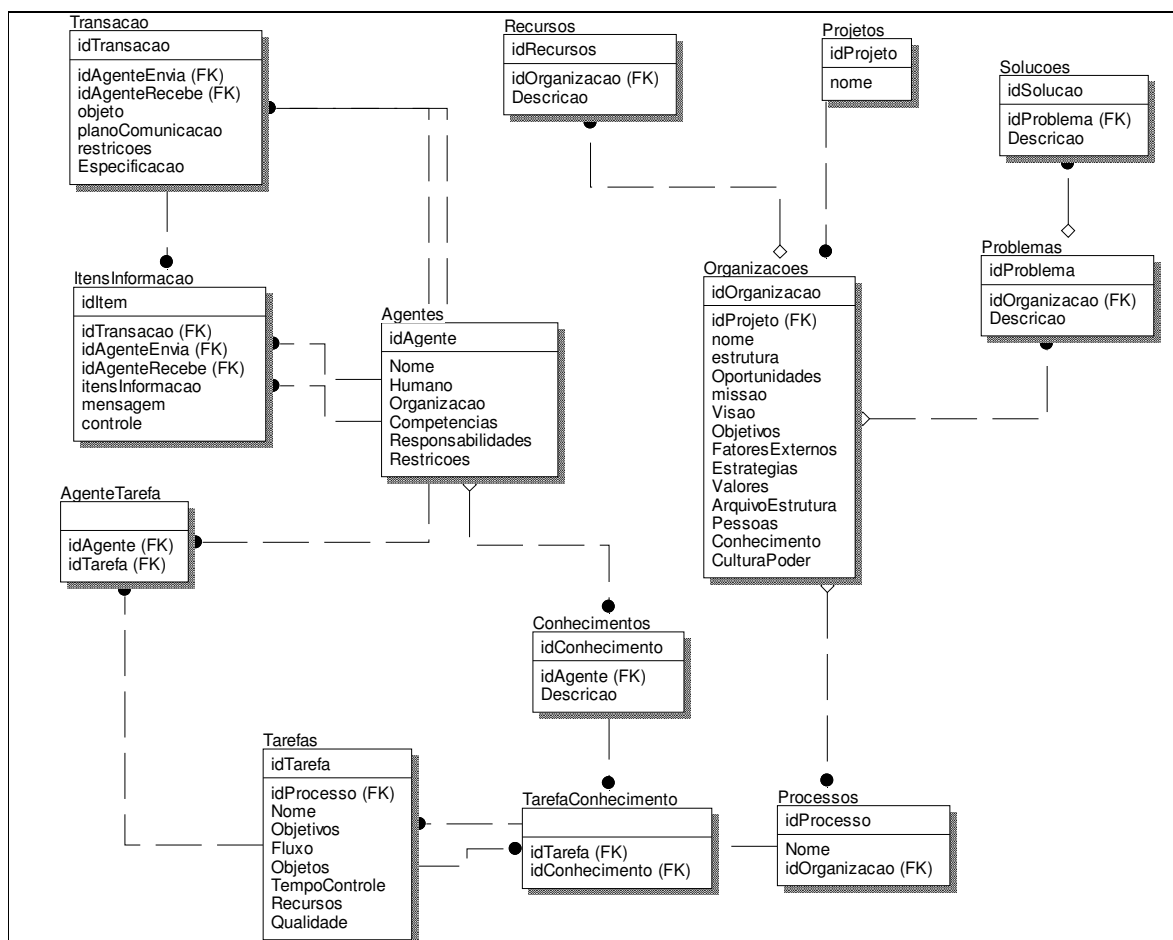 Transacao
idTransacao
idAgenteEnvia (FK)
idAgenteRecebe (FK)
objeto
planoComunicacao
restricoes
Especificacao
Recursos
idRecursos
idOrganizacao (FK)
Descricao
Projetos
idProjeto
nome
Solucoes
idSolucao
idProblema (FK)
Descricao
ItensInformacao
idItem
idTransacao (FK)
idAgenteEnvia (FK)
idAgenteRecebe (FK)
itensInformacao
mensagem
controle
Agentes
idAgente
Nome
Humano
Organizacao
Competencias
Responsabilidades
Restricoes
Organizacoes
idOrganizacao
idProjeto (FK)
nome
estrutura
Oportunidades
missao
Visao
Objetivos
FatoresExternos
Estrategias
Valores
ArquivoEstrutura
Pessoas
Conhecimento
CulturaPoder
Problemas
idProblema
idOrganizacao (FK)
Descricao
AgenteTarefa
idAgente (FK)
idTarefa (FK)
Conhecimentos
idConhecimento
idAgente (FK)
Descricao
Tarefas
idTarefa
idProcesso (FK)
Nome
Objetivos
Fluxo
Objetos
TempoControle
Recursos
Qualidade
TarefaConhecimento
idTarefa (FK)
idConhecimento (FK)
Processos
idProcesso
Nome
idOrganizacao (FK)